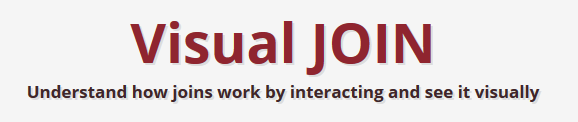 Visual JOIN
Understand how joins work by interacting and see it visually